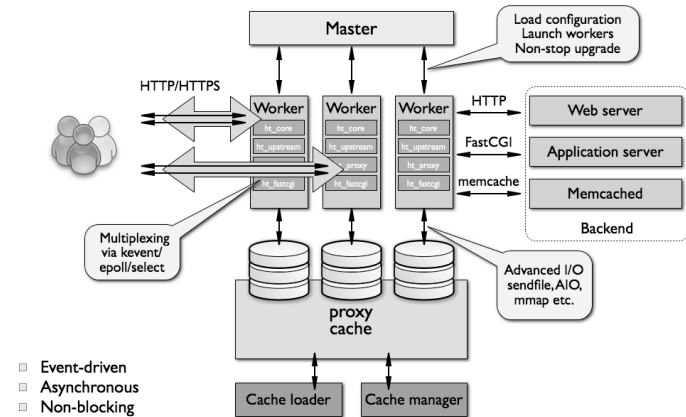 Master
Load configuration
Launch workers
Non-stop upgrade
HTTP/HTTPS
Worker
ht_core
ht_upstream
ht_fastcgi
Worker
ht_core
ht_upstream
ht_proxy
ht_fastcgi
Worker
ht_core
ht_upstream
ht_proxy
ht_fastcgi
HTTP
FastCGI
memcache
Web server
Application server
Memcached
Backend
Multiplexing
via kevent/
epoll/select
Advanced I/O
sendfile, AIO,
mmap etc.
proxy
cache
Event-driven
Asynchronous
Non-blocking
Cache loader
Cache manager